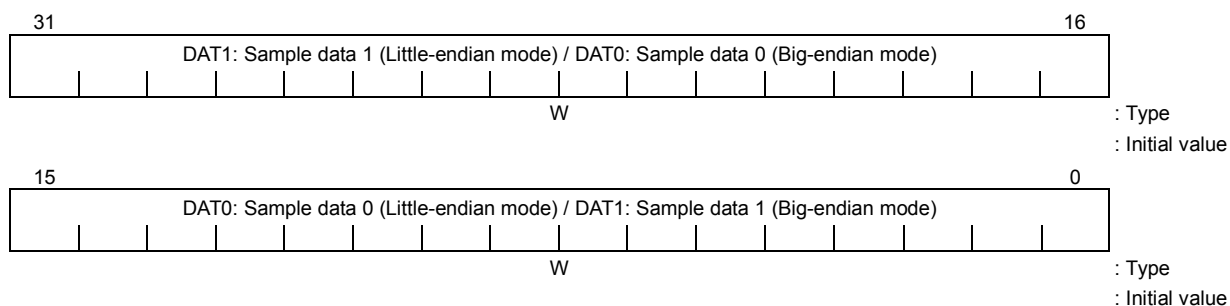 31 16
DAT1: Sample data 1 (Little-endian mode) / DAT0: Sample data 0 (Big-endian mode)
W : Type
: Initial value
15 0
DAT0: Sample data 0 (Little-endian mode) / DAT1: Sample data 1 (Big-endian mode)
W : Type
: Initial value